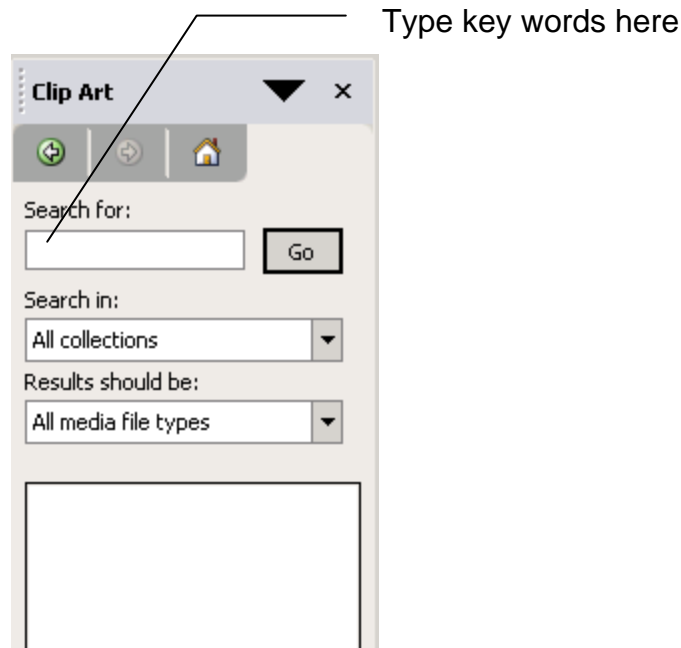 Type key words here
Clip Art
Search for:
Go
Search in:
All collections
Results should be:
All media file types